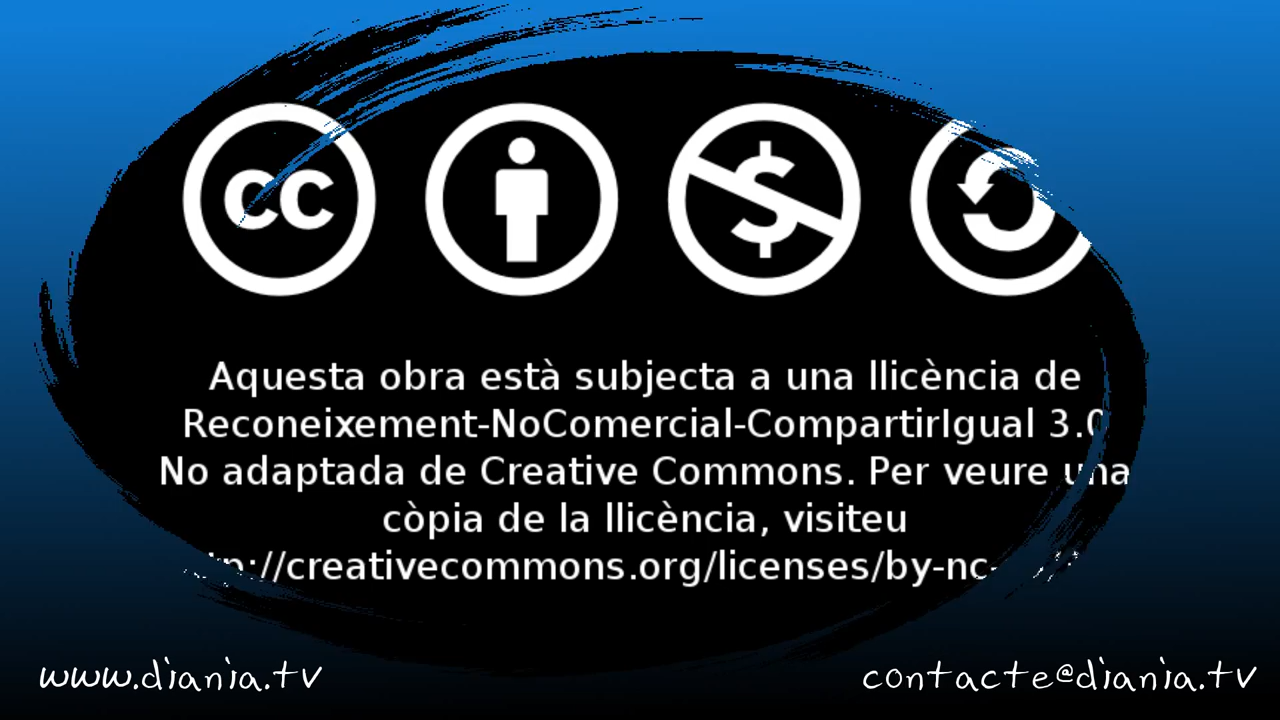 cc
$
Aquesta obra està subjecta a una llicència de
Reconeixement-NoComercial-CompartirIgual 3.0
No adaptada de Creative Commons. Per veure una
còpia de la llicència, visiteu
tp://creativecommons.org/licenses/by-nc-
www.diania.tv
contacte@diania.tv